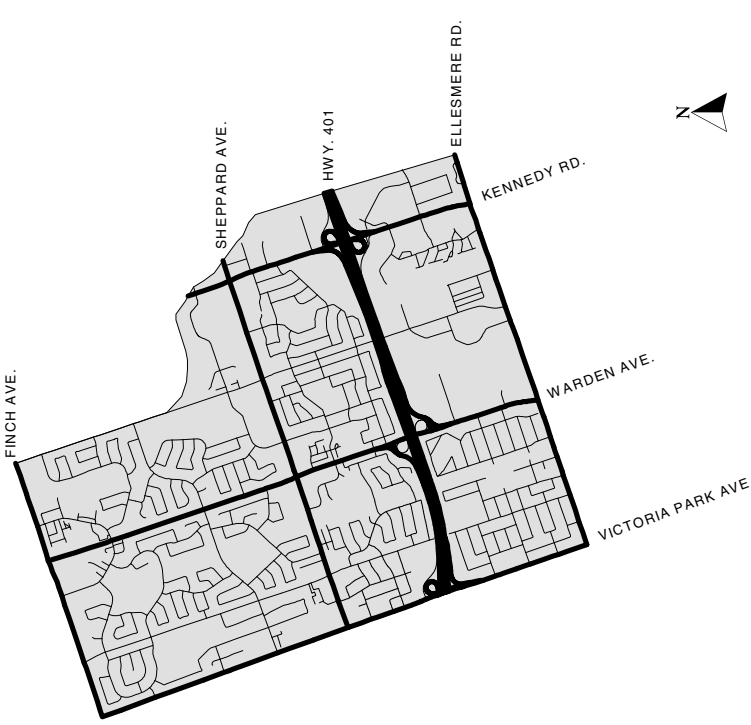 ELLESMERE RD.
HWY. 401
SHEPPARD AVE.
N
KENNEDY RD.
WARDEN AVE.
FINCH AVE.
VICTORIA PARK AVE